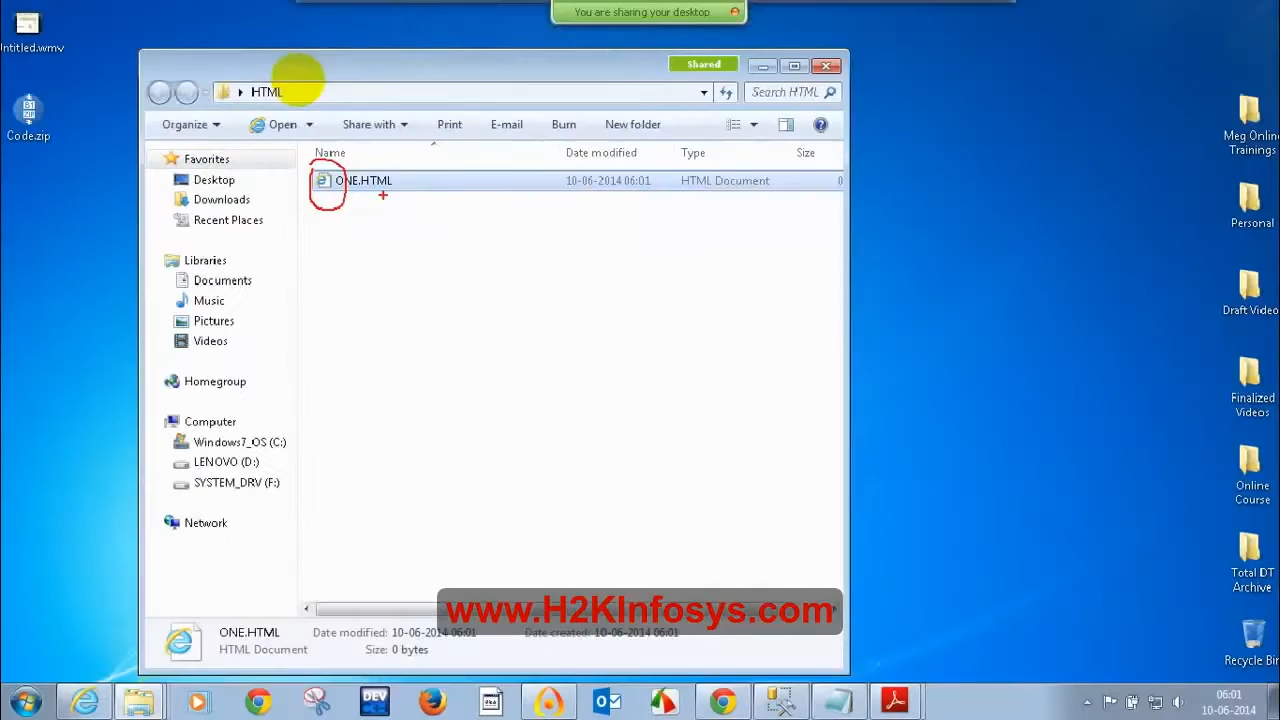 You are sharing your desktop
ntitled.wmv
Code.zip
Shared
HTML
Search HTML
Organize
Open
Share with
Print
E-mail
Burn
New folder
Name
Date modified
Type
Size
ONE.HTML
10-06-2014 06:01
HTML Document
0
Favorites
Desktop
Downloads
Recent Places
Libraries
Documents
Music
Pictures
Videos
Homegroup
Computer
Windows7_OS (C:)
LENOVO (D:)
SYSTEM_DRV (F:)
Network
Meg Online
Trainings
Personal
Draft Video
Finalized
Videos
Online
Course
Total DT
Archive
Recycle Bin
www.H2KInfosys.com
ONE.HTML
Date modified: 10-06-2014 06:01
Date created: 10-06-2014 06:01
HTML Document
Size: 0 bytes
DEV
06:01
10-06-2014